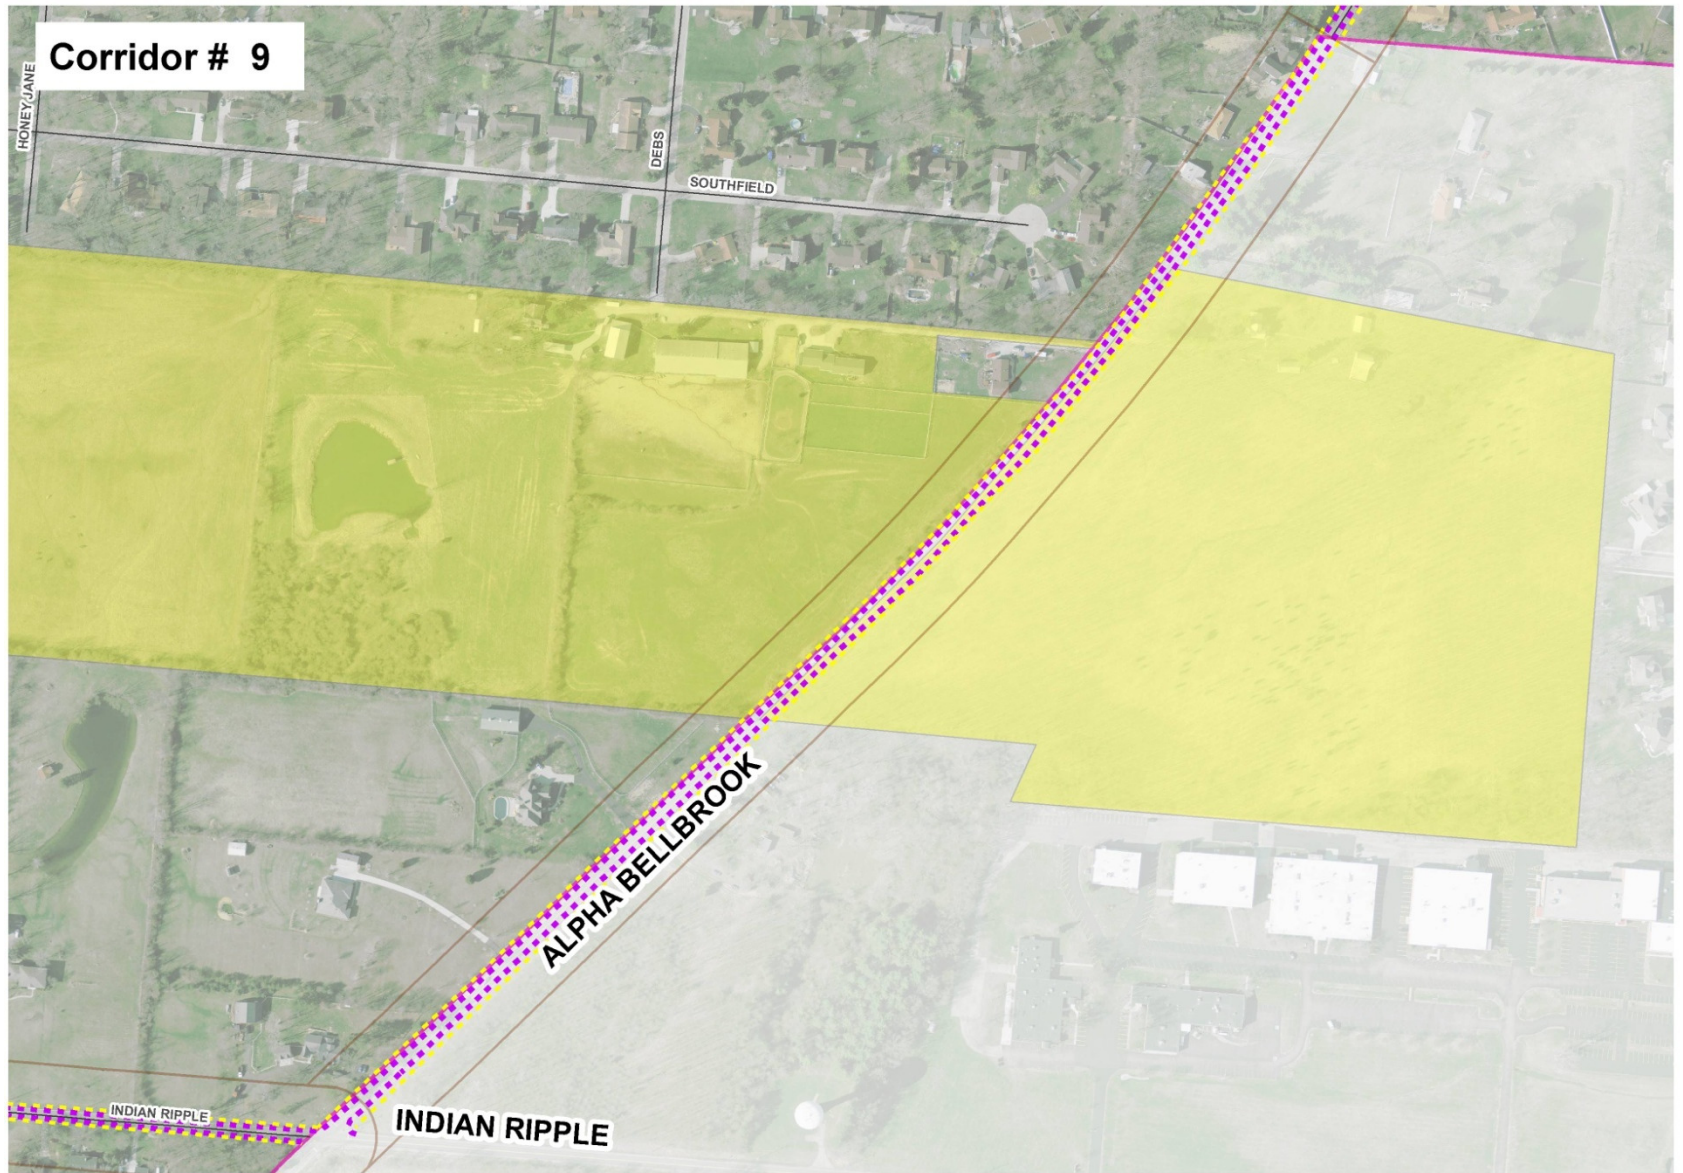 Corridor # 9
HONEY JANE
DEBS
SOUTHFIELD
ALPHA BELLBROOK
INDIAN RIPPLE
INDIAN RIPPLE